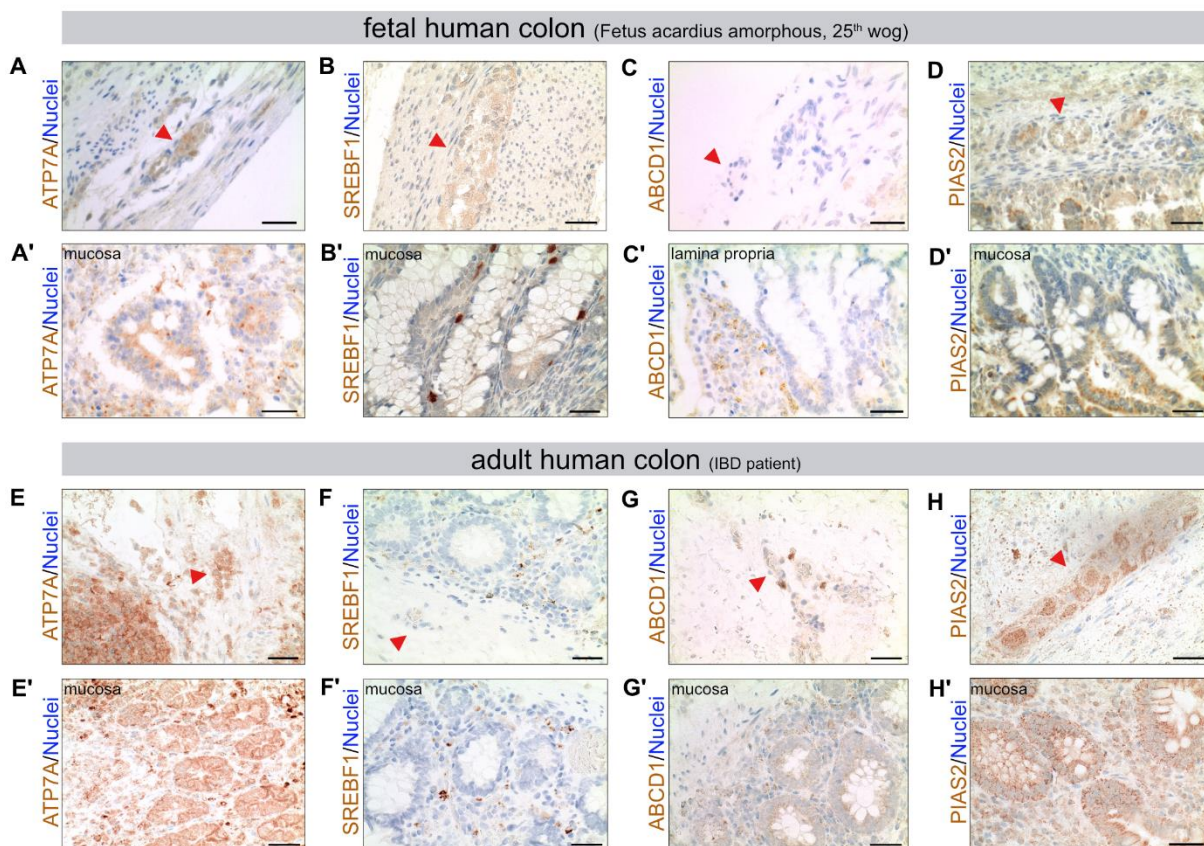 fetal human colon (Fetus acardius amorphous, 25th wog)
A
ATP7A/Nuclei
B
SREBF1/Nuclei
C
ABCD1/Nuclei
D
PIAS2/Nuclei
A'
ATP7A/Nuclei
mucosa
B'
SREBF1/Nuclei
mucosa
C'
ABCD1/Nuclei
lamina propria
D'
PIAS2/Nuclei
mucosa
adult human colon (IBD patient)
E
ATP7A/Nuclei
F
SREBF1/Nuclei
G
ABCD1/Nuclei
H
PIAS2/Nuclei
E'
ATP7A/Nuclei
mucosa
F'
SREBF1/Nuclei
mucosa
G'
ABCD1/Nuclei
mucosa
H'
PIAS2/Nuclei
mucosa